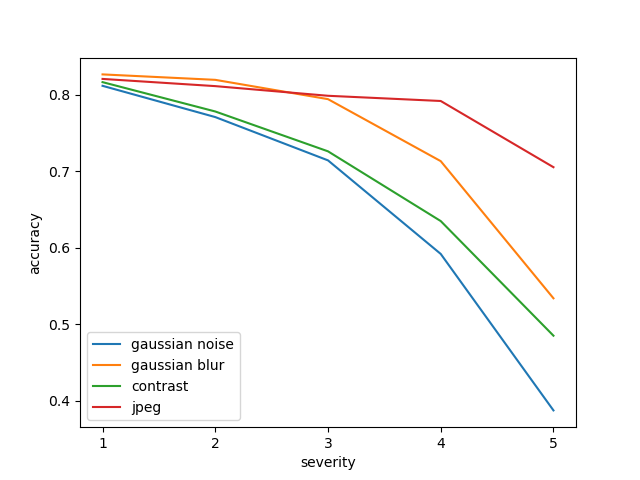 0.8
0.7
0.6
0.5
0.4
accuracy
gaussian noise
gaussian blur
contrast
jpeg
1 2 3 4 5
severity